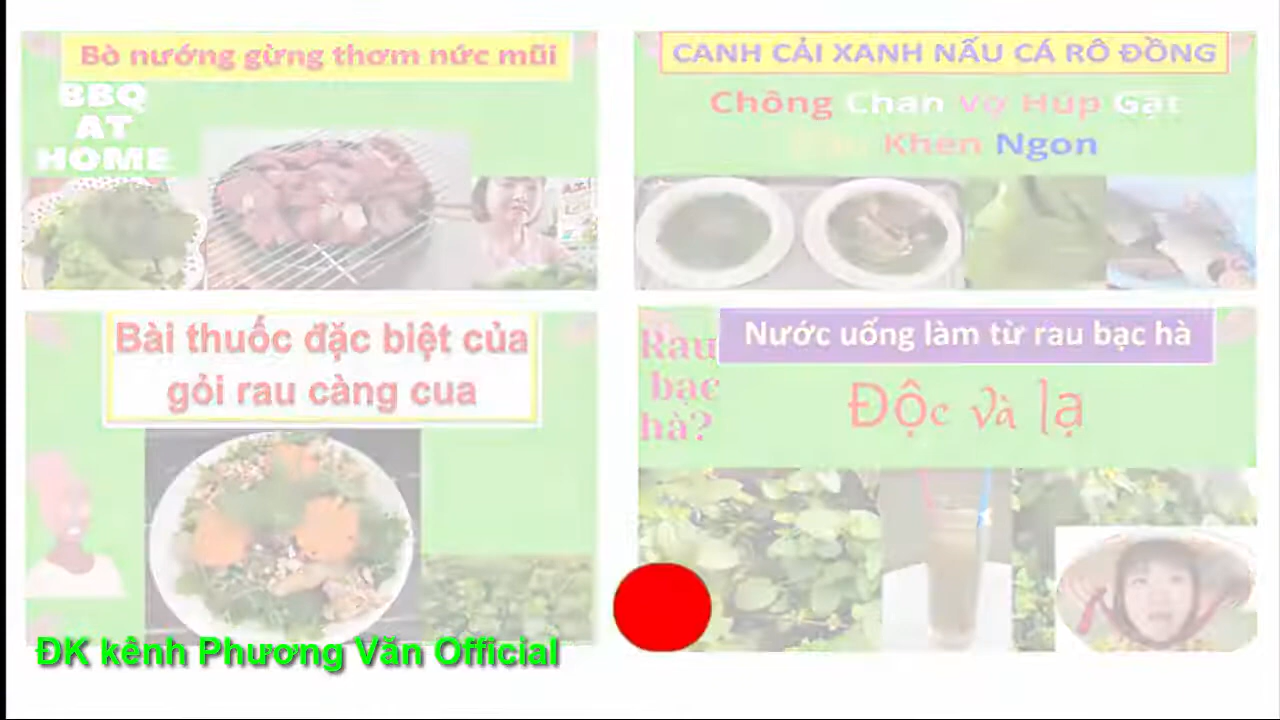 Bò nướng gừng thơm nức mũi
BBQ
AT
HOME
CANH CẢI XANH NẤU CÁ RÔ ĐỒNG
Chồng Chan Vợ Húp Gật
Khen Ngon
Bài thuốc đặc biệt của
gỏi rau càng cua
Nước uống làm từ rau bạc hà
Rau
bạc
hà?
Độc và lạ
ĐK kênh Phương Văn Official